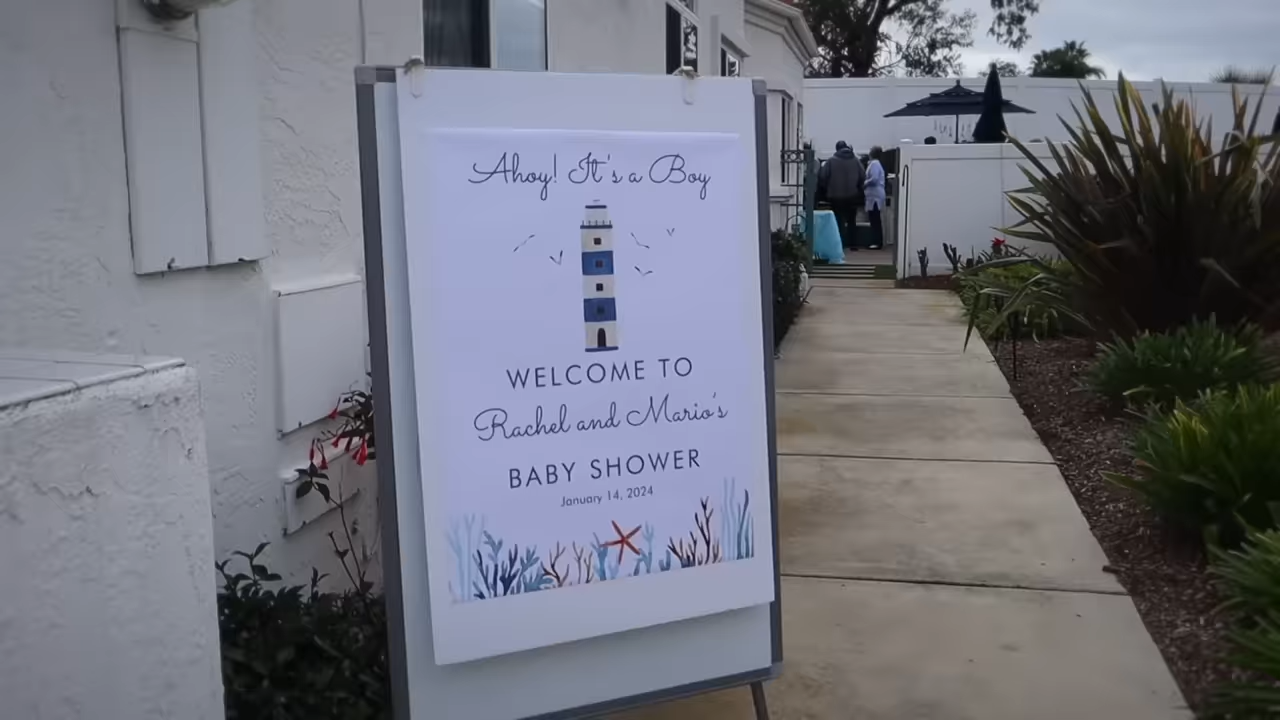 Ahoy! It's a Boy
WELCOME TO
Rachel and Mario's
BABY SHOWER
January 14, 2024